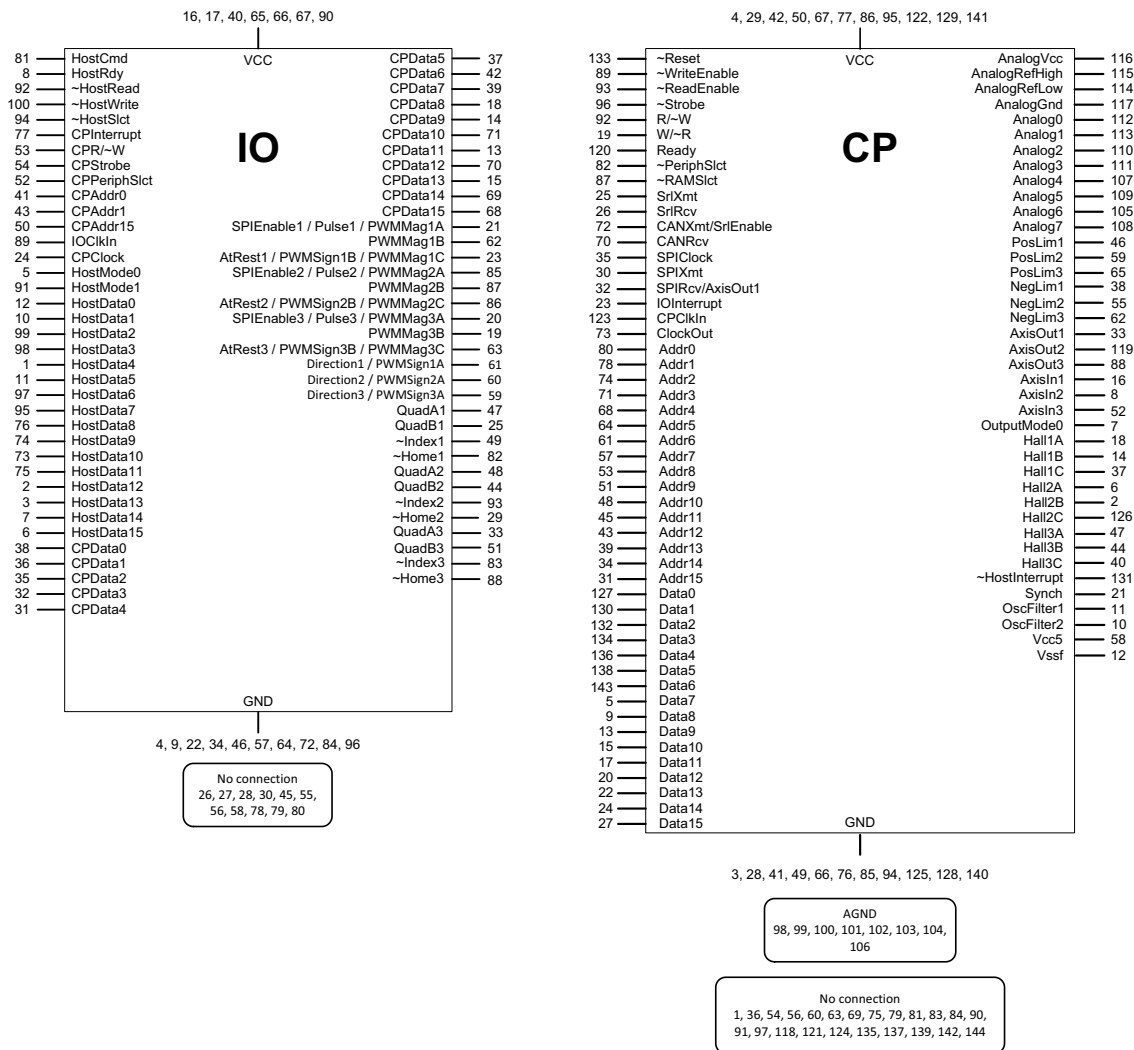 16, 17, 40, 65, 66, 67, 90
VCC
IO
81 HostCmd
8 HostRdy
92 ~HostRead
100 ~HostWrite
94 ~HostSlct
77 CPInterrupt
53 CPR/~W
54 CPStrobe
52 CPPeriphSlct
41 CPAddr0
43 CPAddr1
50 CPAddr15
89 IOClkIn
24 CPClock
5 HostMode0
91 HostMode1
12 HostData0
10 HostData1
99 HostData2
98 HostData3
1 HostData4
11 HostData5
97 HostData6
95 HostData7
76 HostData8
74 HostData9
73 HostData10
75 HostData11
2 HostData12
3 HostData13
7 HostData14
6 HostData15
38 CPData0
36 CPData1
35 CPData2
32 CPData3
31 CPData4
CPData5 37
CPData6 42
CPData7 39
CPData8 18
CPData9 14
CPData10 71
CPData11 13
CPData12 70
CPData13 15
CPData14 69
CPData15 68
SPIEnable1 / Pulse1 / PWMMag1A 21
PWMMag1B 62
AtRest1 / PWMSign1B / PWMMag1C 23
SPIEnable2 / Pulse2 / PWMMag2A 85
PWMMag2B 87
AtRest2 / PWMSign2B / PWMMag2C 86
SPIEnable3 / Pulse3 / PWMMag3A 20
PWMMag3B 19
AtRest3 / PWMSign3B / PWMMag3C 63
Direction1 / PWMSign1A 61
Direction2 / PWMSign2A 60
Direction3 / PWMSign3A 59
QuadA1 47
QuadB1 25
~Index1 49
~Home1 82
QuadA2 48
QuadB2 44
~Index2 93
~Home2 29
QuadA3 33
QuadB3 51
~Index3 83
~Home3 88
GND
4, 9, 22, 34, 46, 57, 64, 72, 84, 96
No connection
26, 27, 28, 30, 45, 55,
56, 58, 78, 79, 80
4, 29, 42, 50, 67, 77, 86, 95, 122, 129, 141
VCC
CP
133 ~Reset
89 ~WriteEnable
93 ~ReadEnable
96 ~Strobe
92 R/~W
19 W/~R
120 Ready
82 ~PeriphSlct
87 ~RAMSlct
25 SrlXmt
26 SrlRcv
72 CANXmt/SrlEnable
70 CANRcv
35 SPIClock
30 SPIXmt
32 SPIRcv/AxisOut1
23 IOInterrupt
123 CPClkIn
73 ClockOut
80 Addr0
78 Addr1
74 Addr2
71 Addr3
68 Addr4
64 Addr5
61 Addr6
57 Addr7
53 Addr8
51 Addr9
48 Addr10
45 Addr11
43 Addr12
39 Addr13
34 Addr14
31 Addr15
127 Data0
130 Data1
132 Data2
134 Data3
136 Data4
138 Data5
143 Data6
5 Data7
9 Data8
13 Data9
15 Data10
17 Data11
20 Data12
22 Data13
24 Data14
27 Data15
AnalogVcc 116
AnalogRefHigh 115
AnalogRefLow 114
AnalogGnd 117
Analog0 112
Analog1 113
Analog2 110
Analog3 111
Analog4 107
Analog5 109
Analog6 105
Analog7 108
PosLim1 46
PosLim2 59
PosLim3 65
NegLim1 38
NegLim2 55
NegLim3 62
AxisOut1 33
AxisOut2 119
AxisOut3 88
AxisIn1 16
AxisIn2 8
AxisIn3 52
OutputMode0 7
Hall1A 18
Hall1B 14
Hall1C 37
Hall2A 6
Hall2B 2
Hall2C 126
Hall3A 47
Hall3B 44
Hall3C 40
~HostInterrupt 131
Synch 21
OscFilter1 11
OscFilter2 10
Vcc5 58
Vssf 12
GND
3, 28, 41, 49, 66, 76, 85, 94, 125, 128, 140
AGND
98, 99, 100, 101, 102, 103, 104,
106
No connection
1, 36, 54, 56, 60, 63, 69, 75, 79, 81, 83, 84, 90,
91, 97, 118, 121, 124, 135, 137, 139, 142, 144